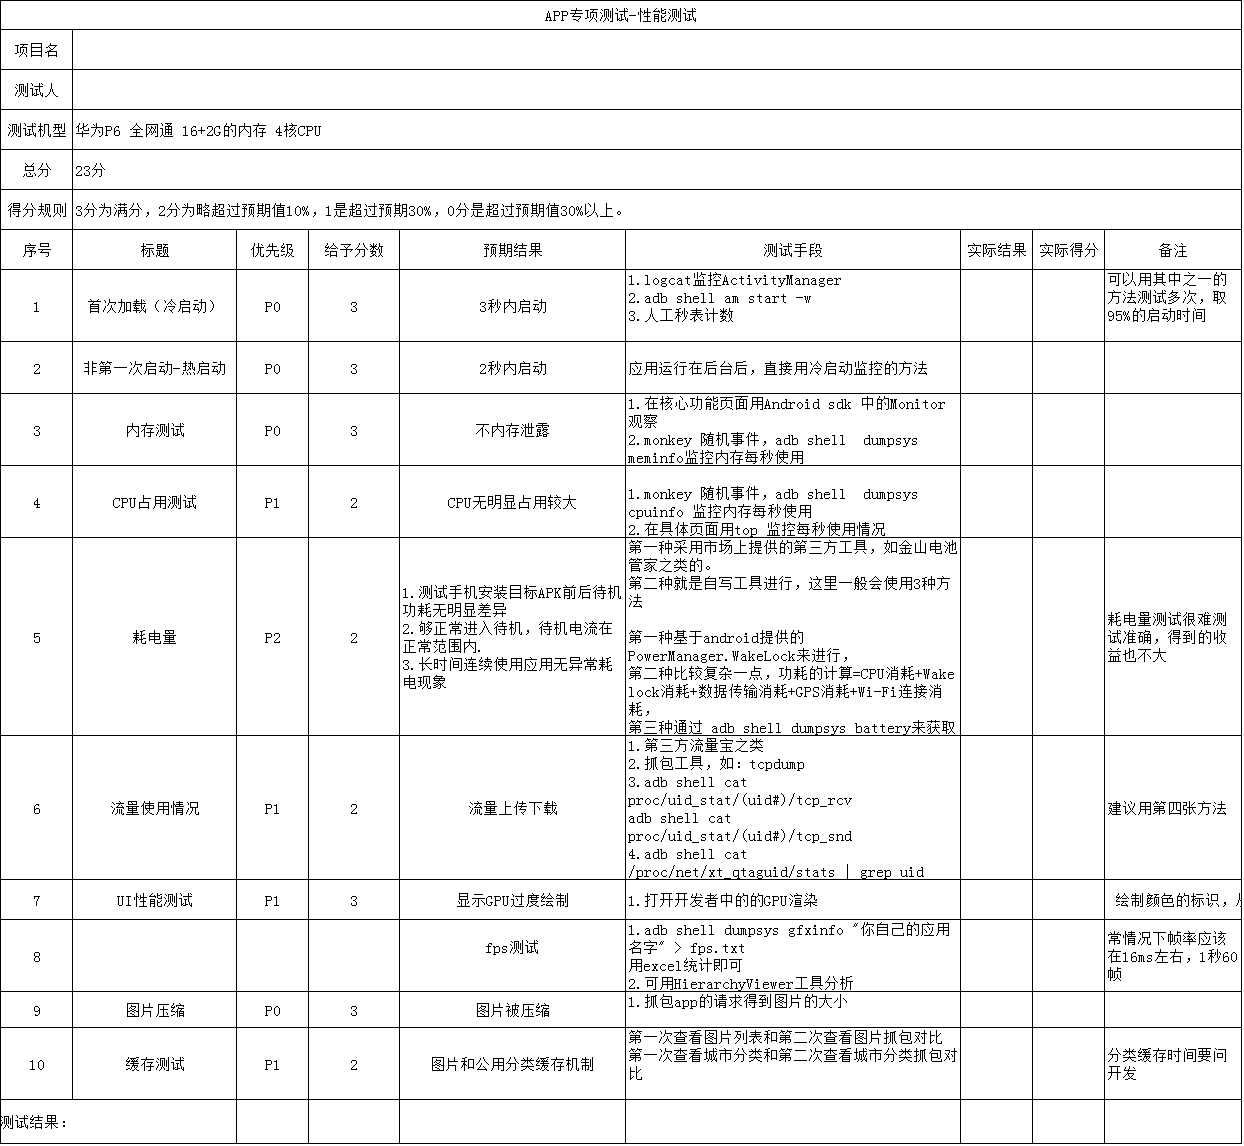 APP专项测试-性能测试
项目名
测试人
测试机型 华为P6 全网通 16+2G的内存 4核CPU
总分 23分
得分规则 3分为满分，2分为略超过预期值10%，1是超过预期30%，0分是超过预期值30%以上。
序号 标题 优先级 给予分数 预期结果 测试手段 实际结果 实际得分 备注
1 首次加载（冷启动） P0 3 3秒内启动
1.logcat监控ActivityManager
2.adb shell am start -w
3.人工秒表计数
可以用其中之一的
方法测试多次，取
95%的启动时间
2 非第一次启动-热启动 P0 3 2秒内启动 应用运行在后台后，直接用冷启动监控的方法
3 内存测试 P0 3 不内存泄露
1.在核心功能页面用Android sdk 中的Monitor
观察
2.monkey 随机事件，adb shell  dumpsys
meminfo监控内存每秒使用
4 CPU占用测试 P1 2 CPU无明显占用较大
1.monkey 随机事件，adb shell  dumpsys
cpuinfo 监控内存每秒使用
2.在具体页面用top 监控每秒使用情况
5 耗电量 P2 2
1.测试手机安装目标APK前后待机
功耗无明显差异
2.够正常进入待机，待机电流在
正常范围内.
3.长时间连续使用应用无异常耗
电现象
第一种采用市场上提供的第三方工具，如金山电池
管家之类的。
第二种就是自写工具进行，这里一般会使用3种方
法
第一种基于android提供的
PowerManager.WakeLock来进行，
第二种比较复杂一点，功耗的计算=CPU消耗+Wake
lock消耗+数据传输消耗+GPS消耗+Wi-Fi连接消
耗，
第三种通过 adb shell dumpsys battery来获取
耗电量测试很难测
试准确，得到的收
益也不大
6 流量使用情况 P1 2 流量上传下载
1.第三方流量宝之类
2.抓包工具，如：tcpdump
3.adb shell cat
proc/uid_stat/(uid#)/tcp_rcv
adb shell cat
proc/uid_stat/(uid#)/tcp_snd
4.adb shell cat
/proc/net/xt_qtaguid/stats | grep uid
建议用第四张方法
7 UI性能测试 P1 3 显示GPU过度绘制 1.打开开发者中的的GPU渲染 绘制颜色的标识，
8 fps测试
1.adb shell dumpsys gfxinfo "你自己的应用
名字" > fps.txt
用excel统计即可
2.可用HierarchyViewer工具分析
常情况下帧率应该
在16ms左右，1秒60
帧
9 图片压缩 P0 3 图片被压缩 1.抓包app的请求得到图片的大小
10 缓存测试 P1 2 图片和公用分类缓存机制
第一次查看图片列表和第二次查看图片抓包对比
第一次查看城市分类和第二次查看城市分类抓包对
比
分类缓存时间要问
开发
测试结果：